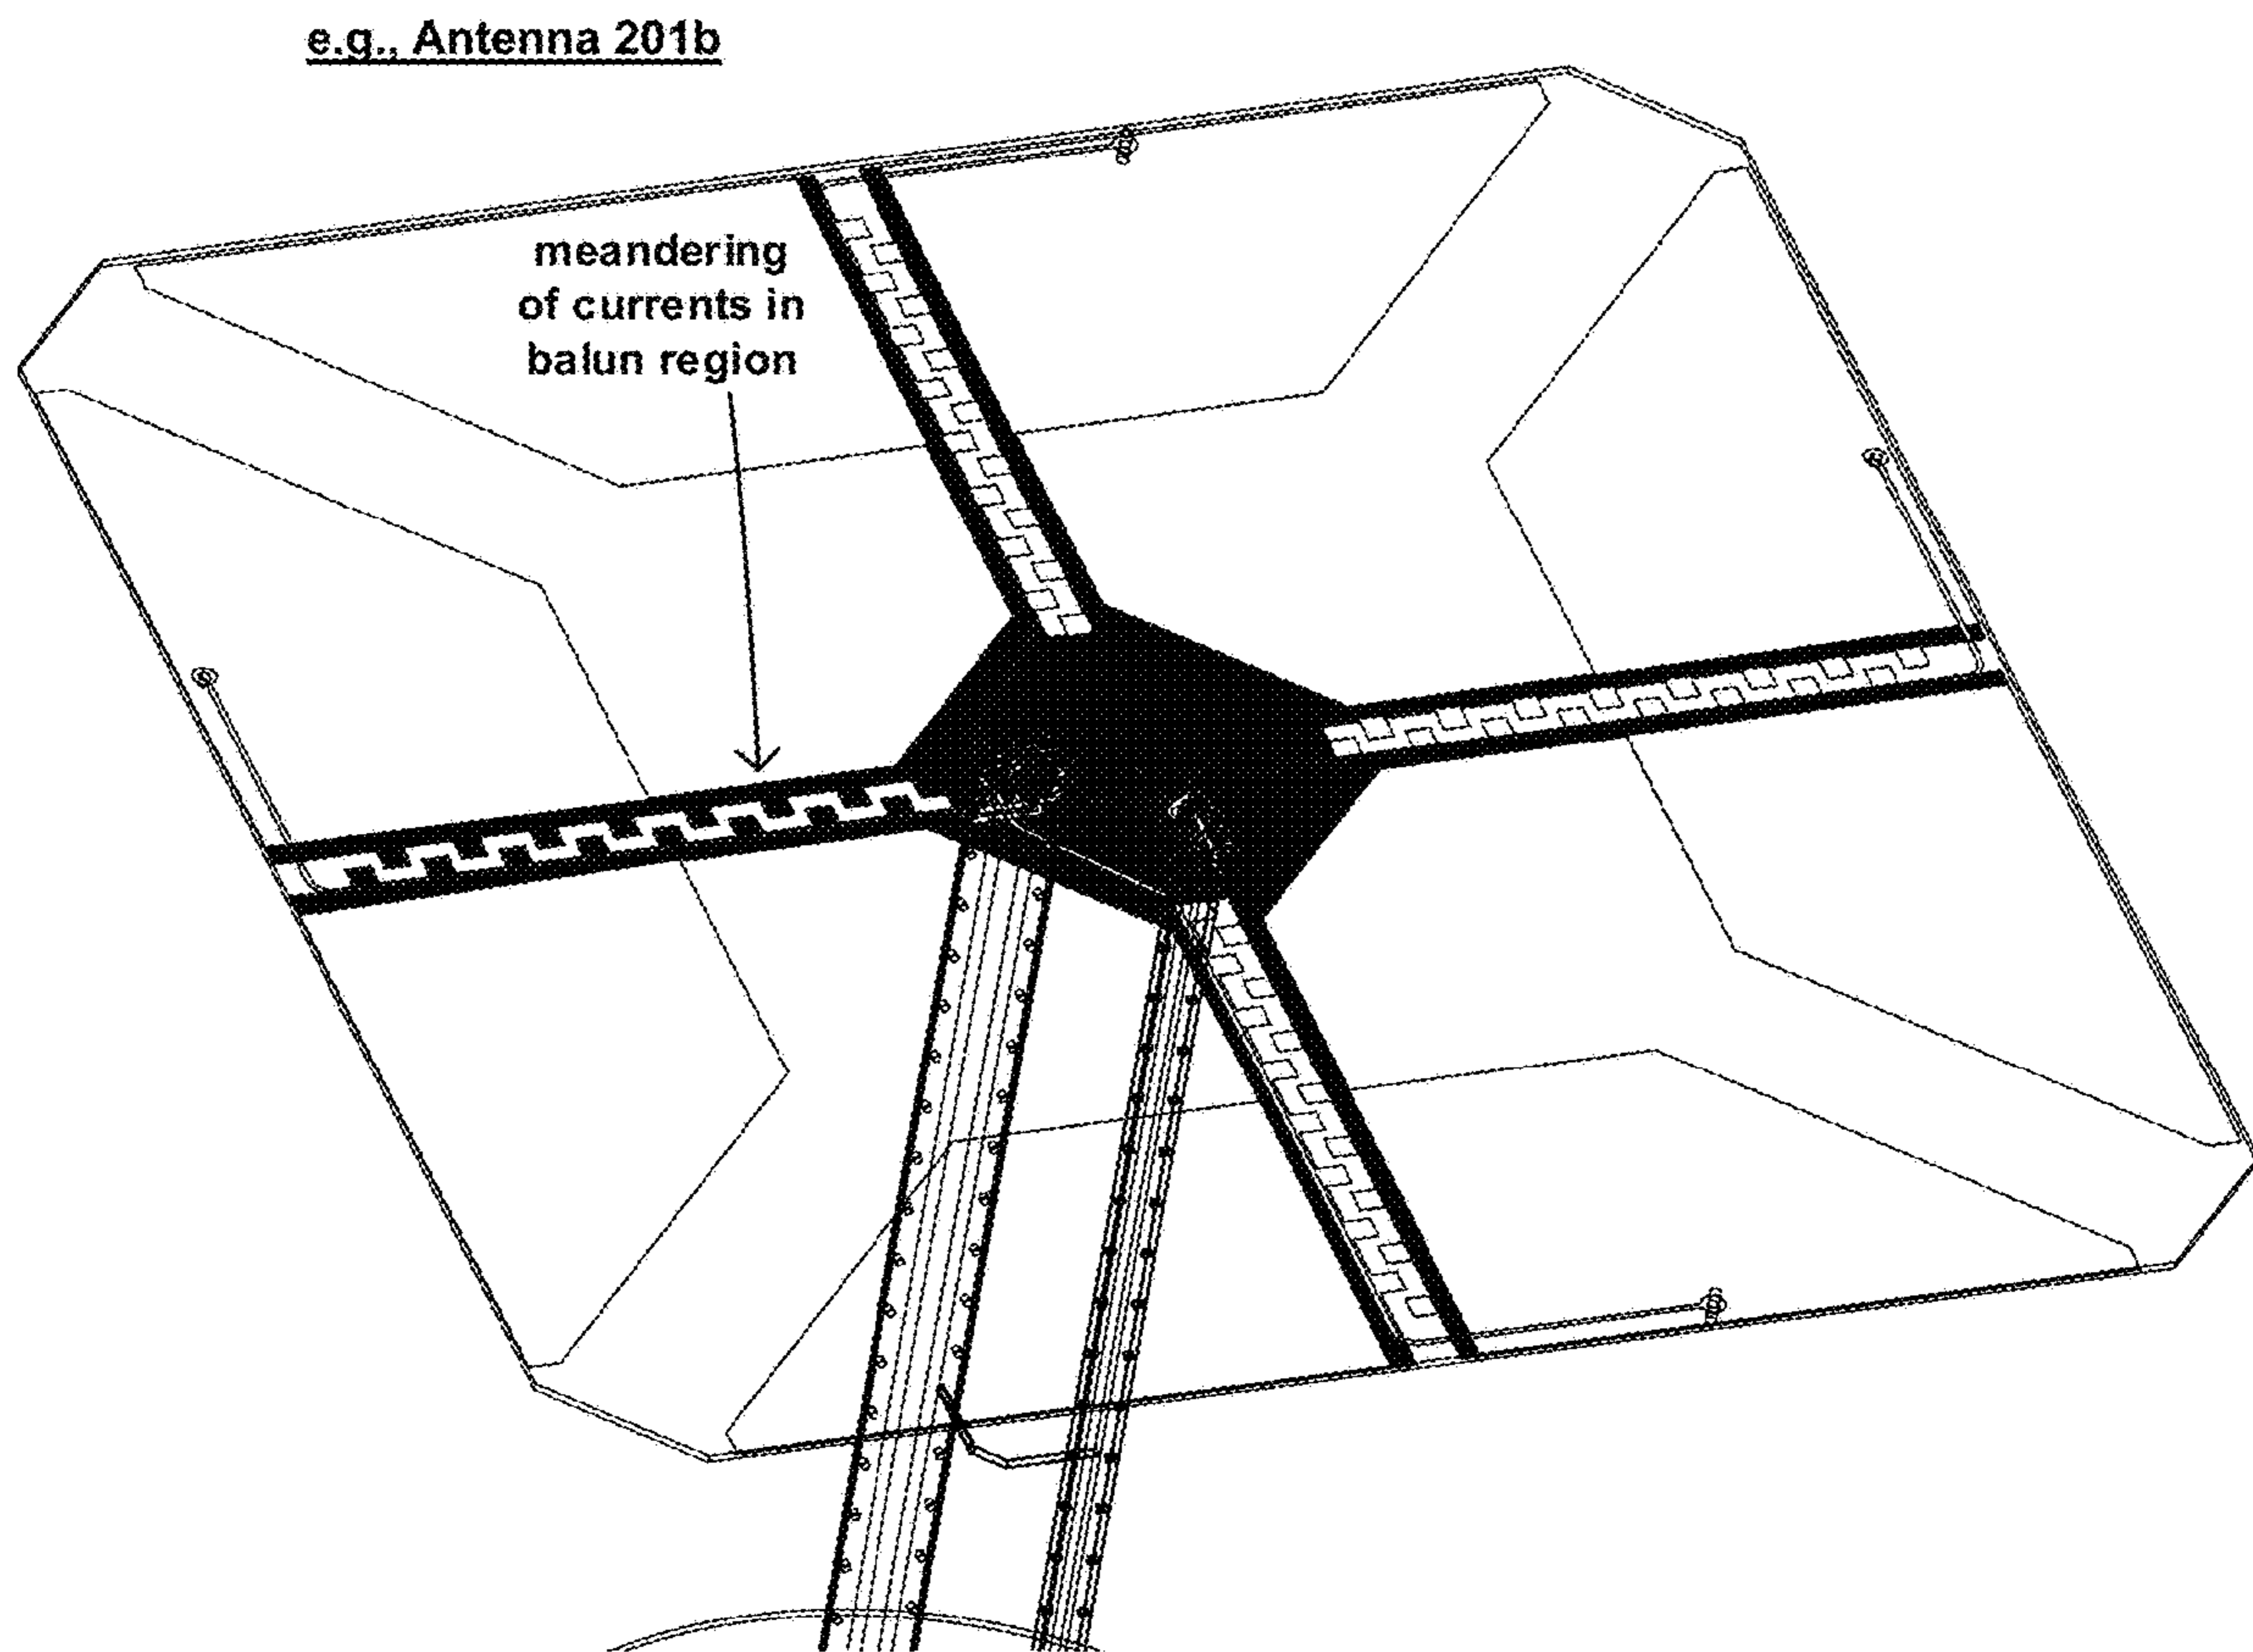 e.g., Antenna 201b
meandering
of currents in
balun region